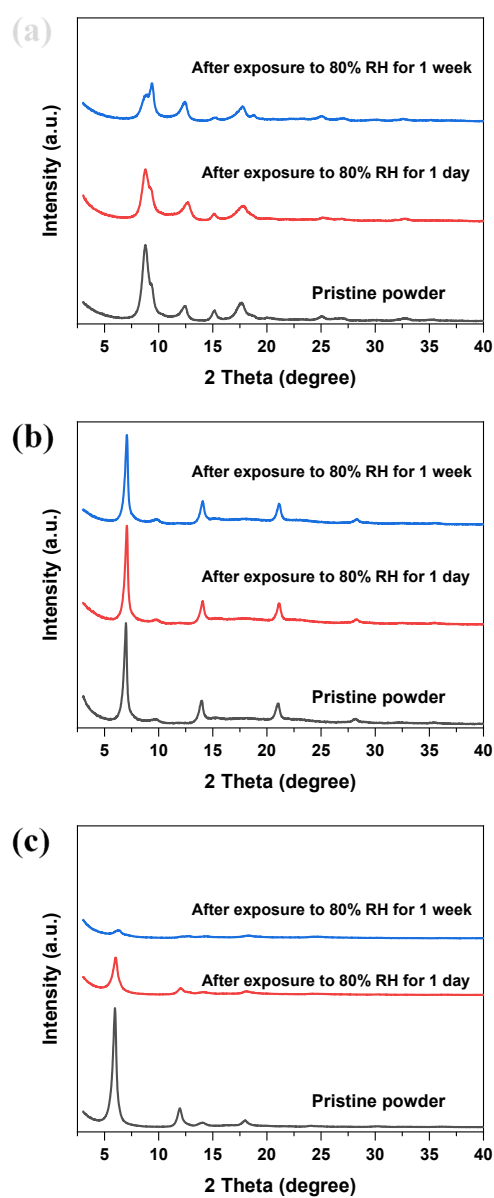 (a)
After exposure to 80% RH for 1 week
After exposure to 80% RH for 1 day
Pristine powder
Intensity (a.u.)
5 10 15 20 25 30 35 40
2 Theta (degree)
(b)
After exposure to 80% RH for 1 week
After exposure to 80% RH for 1 day
Pristine powder
Intensity (a.u.)
5 10 15 20 25 30 35 40
2 Theta (degree)
(c)
After exposure to 80% RH for 1 week
After exposure to 80% RH for 1 day
Pristine powder
Intensity (a.u.)
5 10 15 20 25 30 35 40
2 Theta (degree)